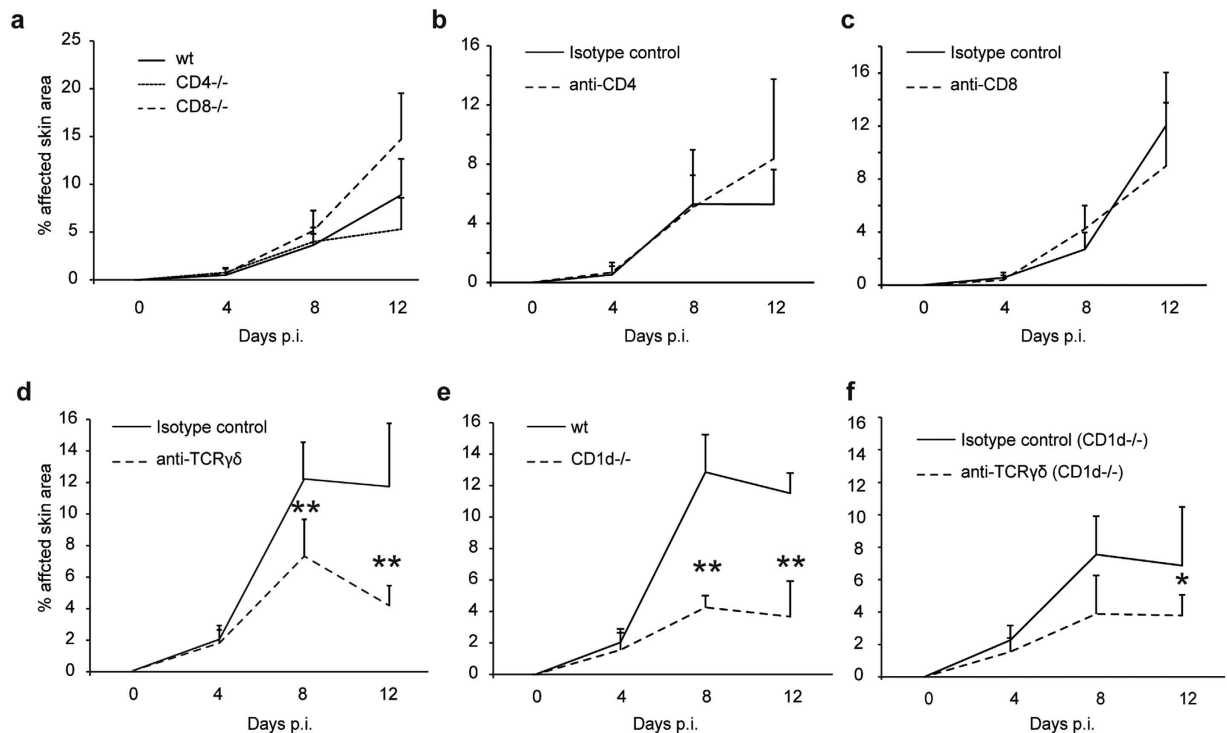 a
25
20
15
10
5
0
% affected skin area
wt
CD4-/-
CD8-/-
0 4 8 12
Days p.i.
b
16
12
8
4
0
Isotype control
anti-CD4
0 4 8 12
Days p.i.
c
16
12
8
4
0
Isotype control
anti-CD8
0 4 8 12
Days p.i.
d
16
14
12
10
8
6
4
2
0
% affcted skin area
Isotype control
anti-TCRγδ
**
**
0 4 8 12
Days p.i.
e
16
14
12
10
8
6
4
2
0
wt
CD1d-/-
** **
0 4 8 12
Days p.i.
f
16
14
12
10
8
6
4
2
0
Isotype control (CD1d-/-)
anti-TCRγδ (CD1d-/-)
*
0 4 8 12
Days p.i.